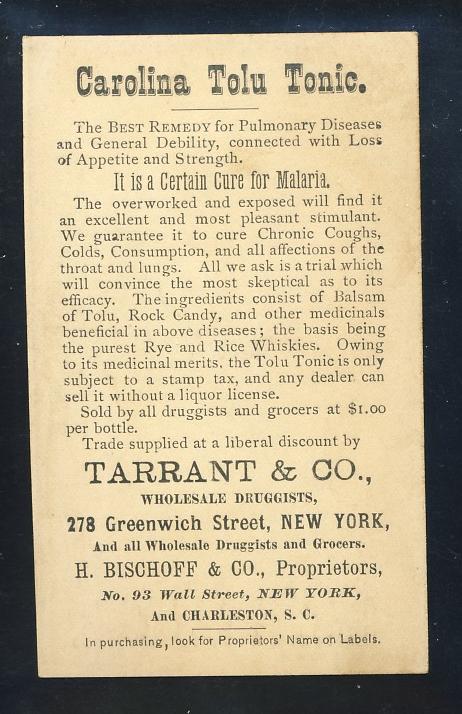 Carolina Tolu Tonic.
The BEST REMEDY for Pulmonary Diseases
and General Debility, connected with Loss
of Appetite and Strength.
It is a Certain Cure for Malaria.
The overworked and exposed will find it
an excellent and most pleasant stimulant.
We guarantee it to cure Chronic Coughs,
Colds, Consumption, and all affections of the
throat and lungs. All we ask is a trial which
will convince the most skeptical as to its
efficacy. The ingredients consist of Balsam
of Tolu, Rock Candy, and other medicinals
beneficial in above diseases; the basis being
the purest Rye and Rice Whiskies. Owing
to its medicinal merits, the Tolu Tonic is only
subject to a stamp tax, and any dealer can
sell it without a liquor license.
Sold by all druggists and grocers at $1.00
per bottle.
Trade supplied at a liberal discount by
TARRANT & CO.,
WHOLESALE DRUGGISTS,
278 Greenwich Street, NEW YORK,
And all Wholesale Druggists and Grocers.
H. BISCHOFF & CO., Proprietors,
No. 93 Wall Street, NEW YORK,
And CHARLESTON, S. C.
In purchasing, look for Proprietors' Name on Labels.